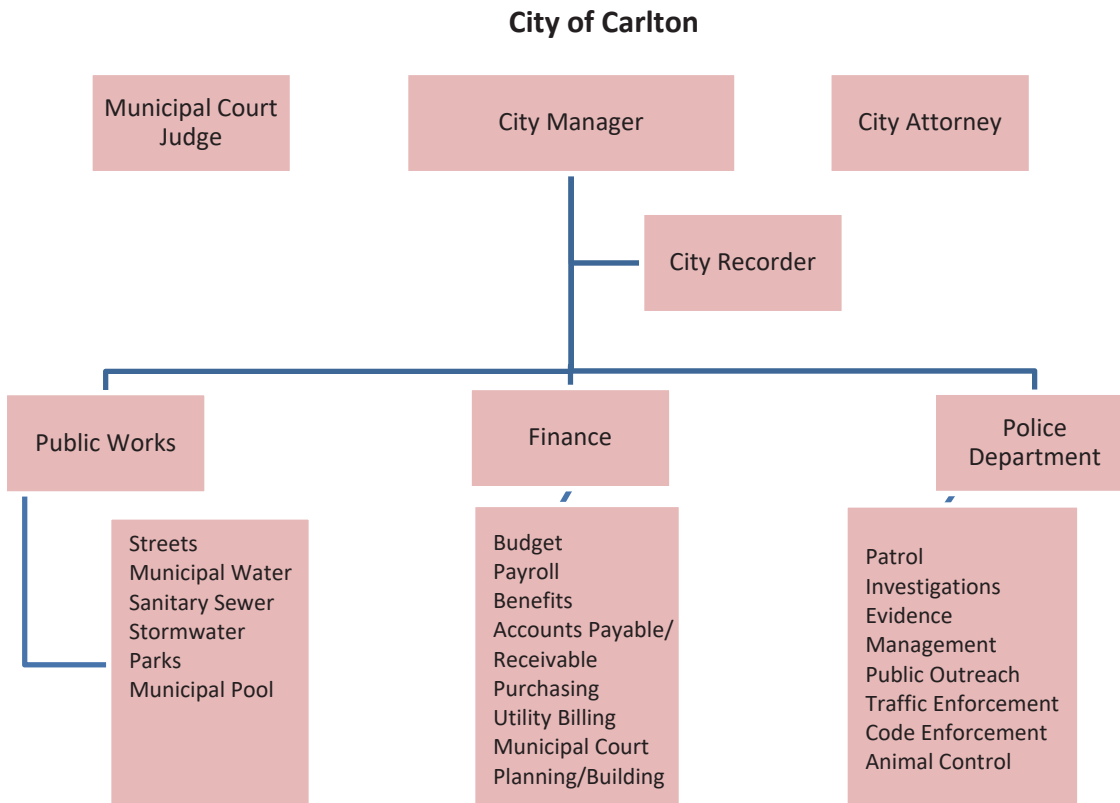 City of Carlton
Municipal Court
Judge
City Manager
City Attorney
City Recorder
Public Works
Finance
Police
Department
Streets
Municipal Water
Sanitary Sewer
Stormwater
Parks
Municipal Pool
Budget
Payroll
Benefits
Accounts Payable/
Receivable
Purchasing
Utility Billing
Municipal Court
Planning/Building
Patrol
Investigations
Evidence
Management
Public Outreach
Traffic Enforcement
Code Enforcement
Animal Control